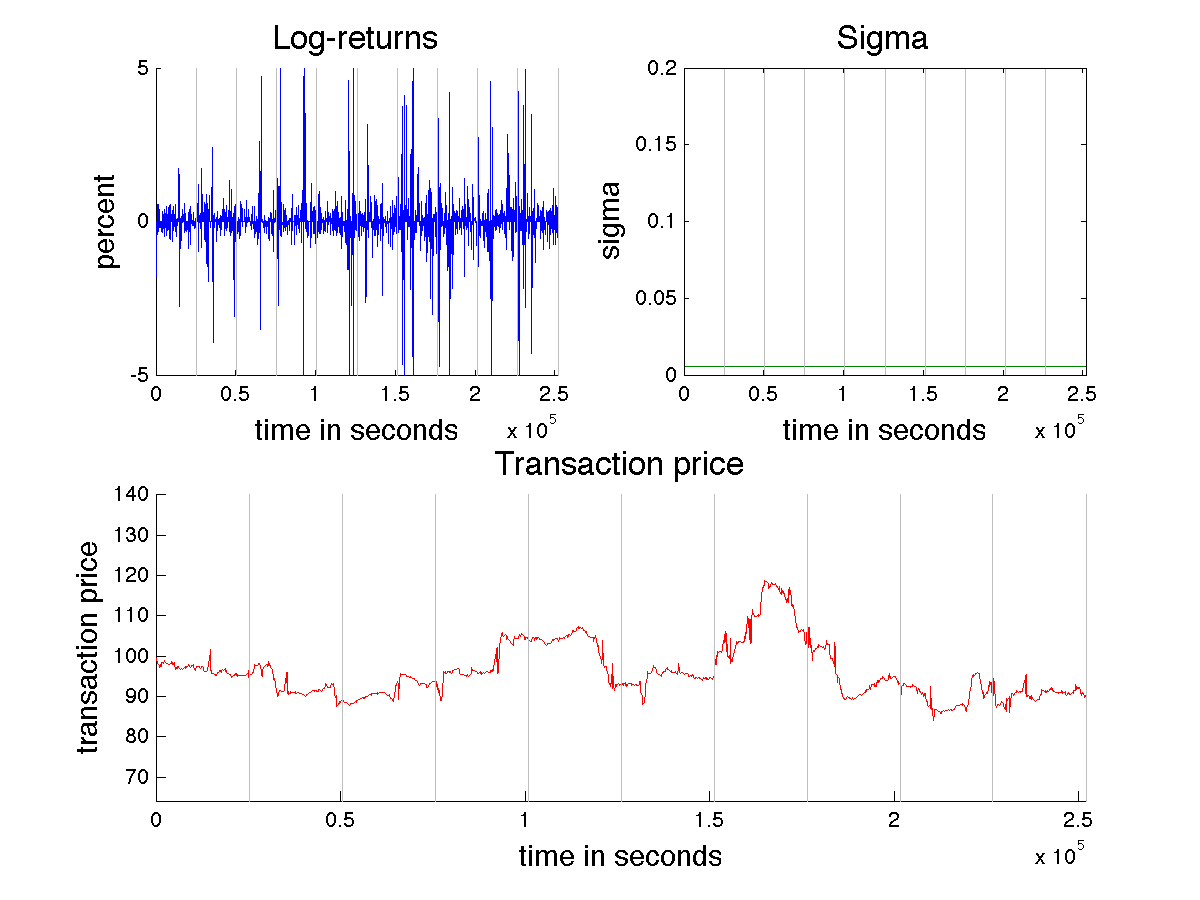 Log-returns
5
0
-5
percent
0 0.5 1 1.5 2 2.5
x 10^5
time in seconds
Sigma
0.2
0.15
0.1
0.05
0
sigma
0 0.5 1 1.5 2 2.5
x 10^5
time in seconds
Transaction price
140
130
120
110
100
90
80
70
transaction price
0 0.5 1 1.5 2 2.5
x 10^5
time in seconds